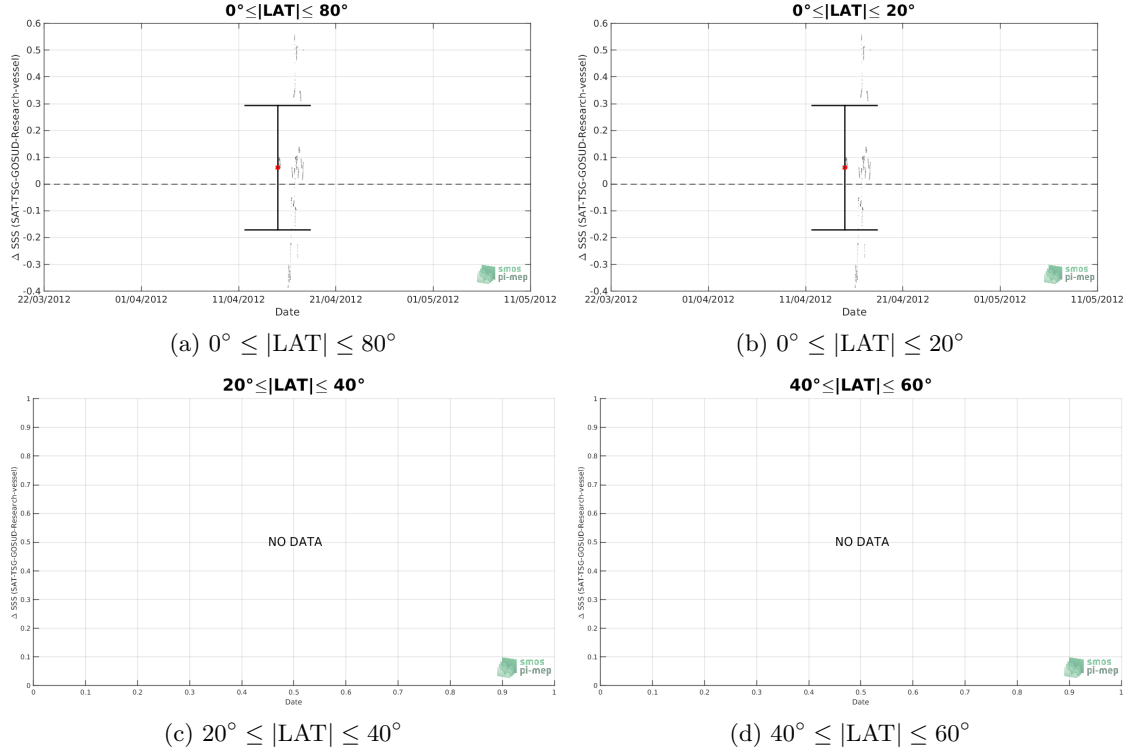 0°≤|LAT|≤ 80°
Δ SSS (SAT-TSG-GOSUD-Research-vessel)
0.6
0.5
0.4
0.3
0.2
0.1
0
-0.1
-0.2
-0.3
-0.4
22/03/2012 01/04/2012 11/04/2012 21/04/2012 01/05/2012 11/05/2012
Date
smos
pi-mep
(a) 0° ≤ |LAT| ≤ 80°
0°≤|LAT|≤ 20°
Δ SSS (SAT-TSG-GOSUD-Research-vessel)
0.6
0.5
0.4
0.3
0.2
0.1
0
-0.1
-0.2
-0.3
-0.4
22/03/2012 01/04/2012 11/04/2012 21/04/2012 01/05/2012 11/05/2012
Date
smos
pi-mep
(b) 0° ≤ |LAT| ≤ 20°
20°≤|LAT|≤ 40°
Δ SSS (SAT-TSG-GOSUD-Research-vessel)
1
0.9
0.8
0.7
0.6
0.5
0.4
0.3
0.2
0.1
0
NO DATA
0 0.1 0.2 0.3 0.4 0.5 0.6 0.7 0.8 0.9 1
Date
smos
pi-mep
(c) 20° ≤ |LAT| ≤ 40°
40°≤|LAT|≤ 60°
Δ SSS (SAT-TSG-GOSUD-Research-vessel)
1
0.9
0.8
0.7
0.6
0.5
0.4
0.3
0.2
0.1
0
NO DATA
0 0.1 0.2 0.3 0.4 0.5 0.6 0.7 0.8 0.9 1
Date
smos
pi-mep
(d) 40° ≤ |LAT| ≤ 60°